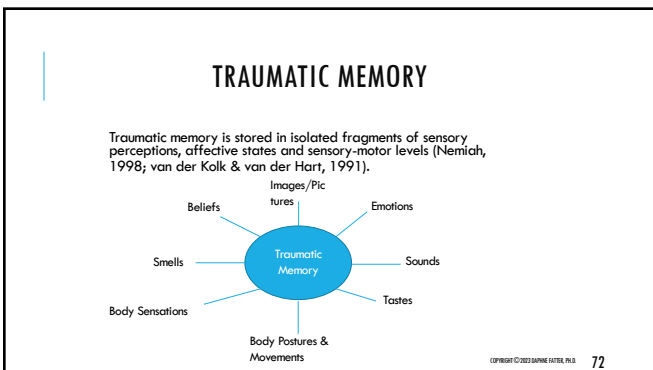 TRAUMATIC MEMORY
Traumatic memory is stored in isolated fragments of sensory
perceptions, affective states and sensory-motor levels (Nemiah,
1998; van der Kolk & van der Hart, 1991).
Images/Pic
tures
Beliefs
Emotions
Smells
Traumatic
Memory
Sounds
Tastes
Body Sensations
Body Postures &
Movements
COPYRIGHT © 2023 DAPHNE FATTER, PH.D.
72